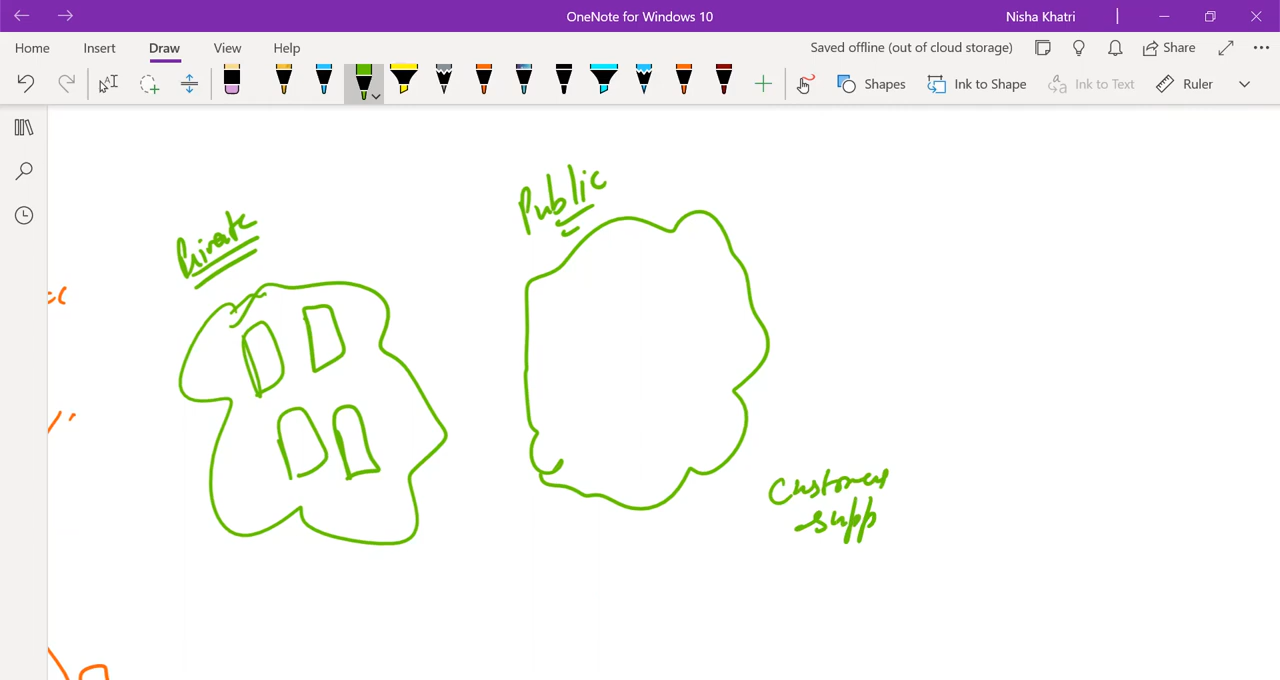 OneNote for Windows 10
Nisha Khatri
Home Insert Draw View Help
Saved offline (out of cloud storage)
Share
Shapes
Ink to Shape
Ink to Text
Ruler
Public
Private
Customer
supp